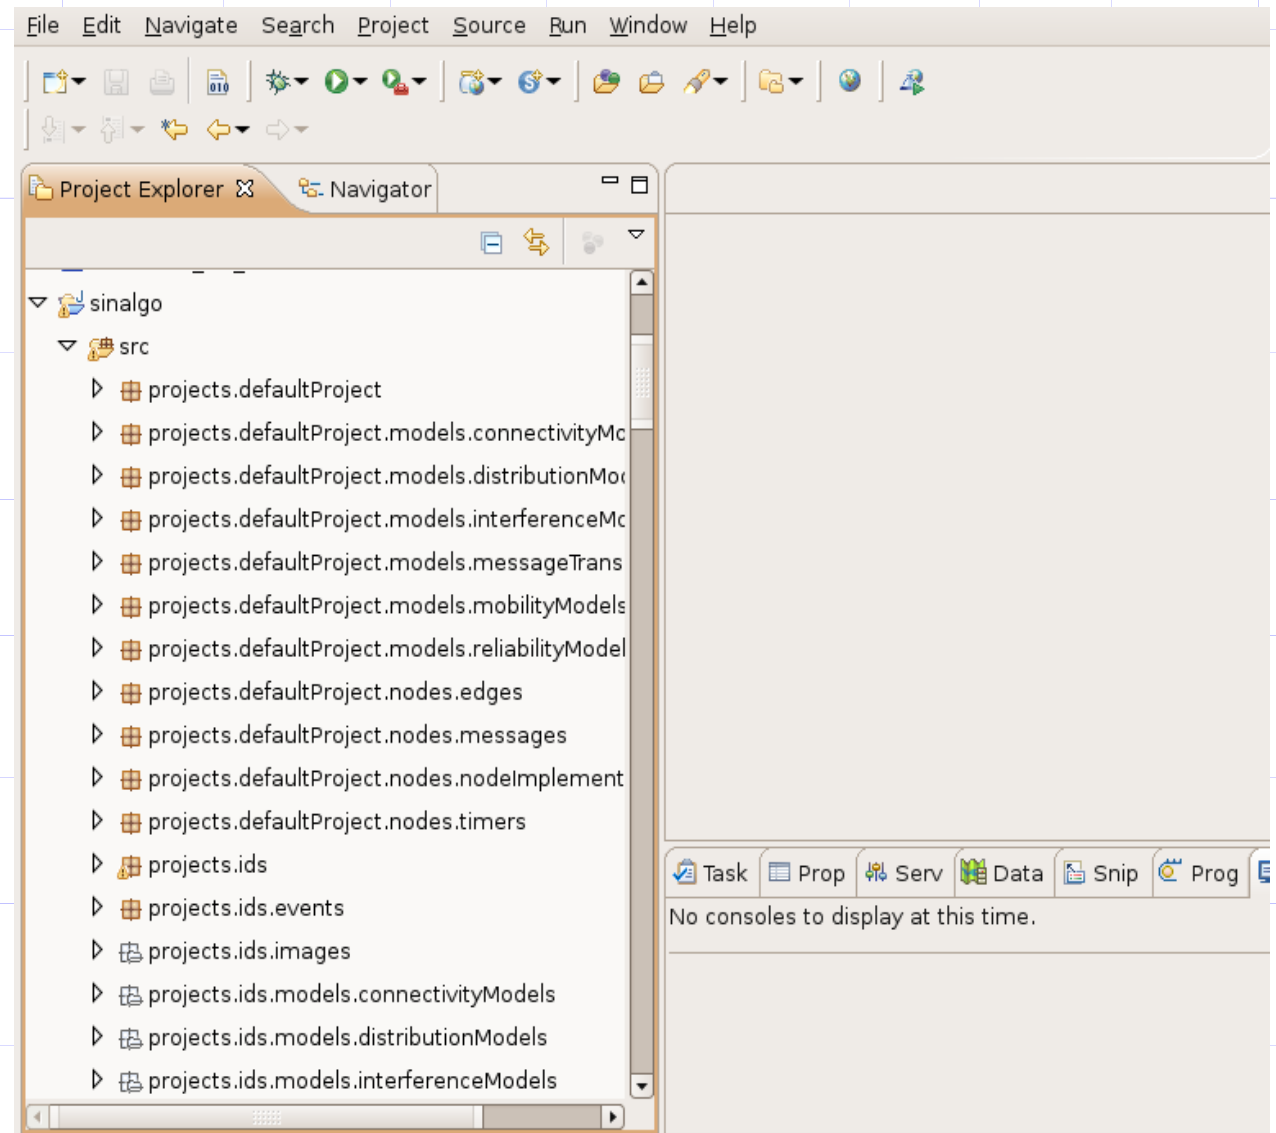 File Edit Navigate Search Project Source Run Window Help
010
Project Explorer Navigator
sinalgo
src
projects.defaultProject
projects.defaultProject.models.connectivityMo
projects.defaultProject.models.distributionMod
projects.defaultProject.models.interferenceMo
projects.defaultProject.models.messageTrans
projects.defaultProject.models.mobilityModels
projects.defaultProject.models.reliabilityModel
projects.defaultProject.nodes.edges
projects.defaultProject.nodes.messages
projects.defaultProject.nodes.nodeImplement
projects.defaultProject.nodes.timers
projects.ids
projects.ids.events
projects.ids.images
projects.ids.models.connectivityModels
projects.ids.models.distributionModels
projects.ids.models.interferenceModels
Task Prop Serv Data Snip Prog
No consoles to display at this time.